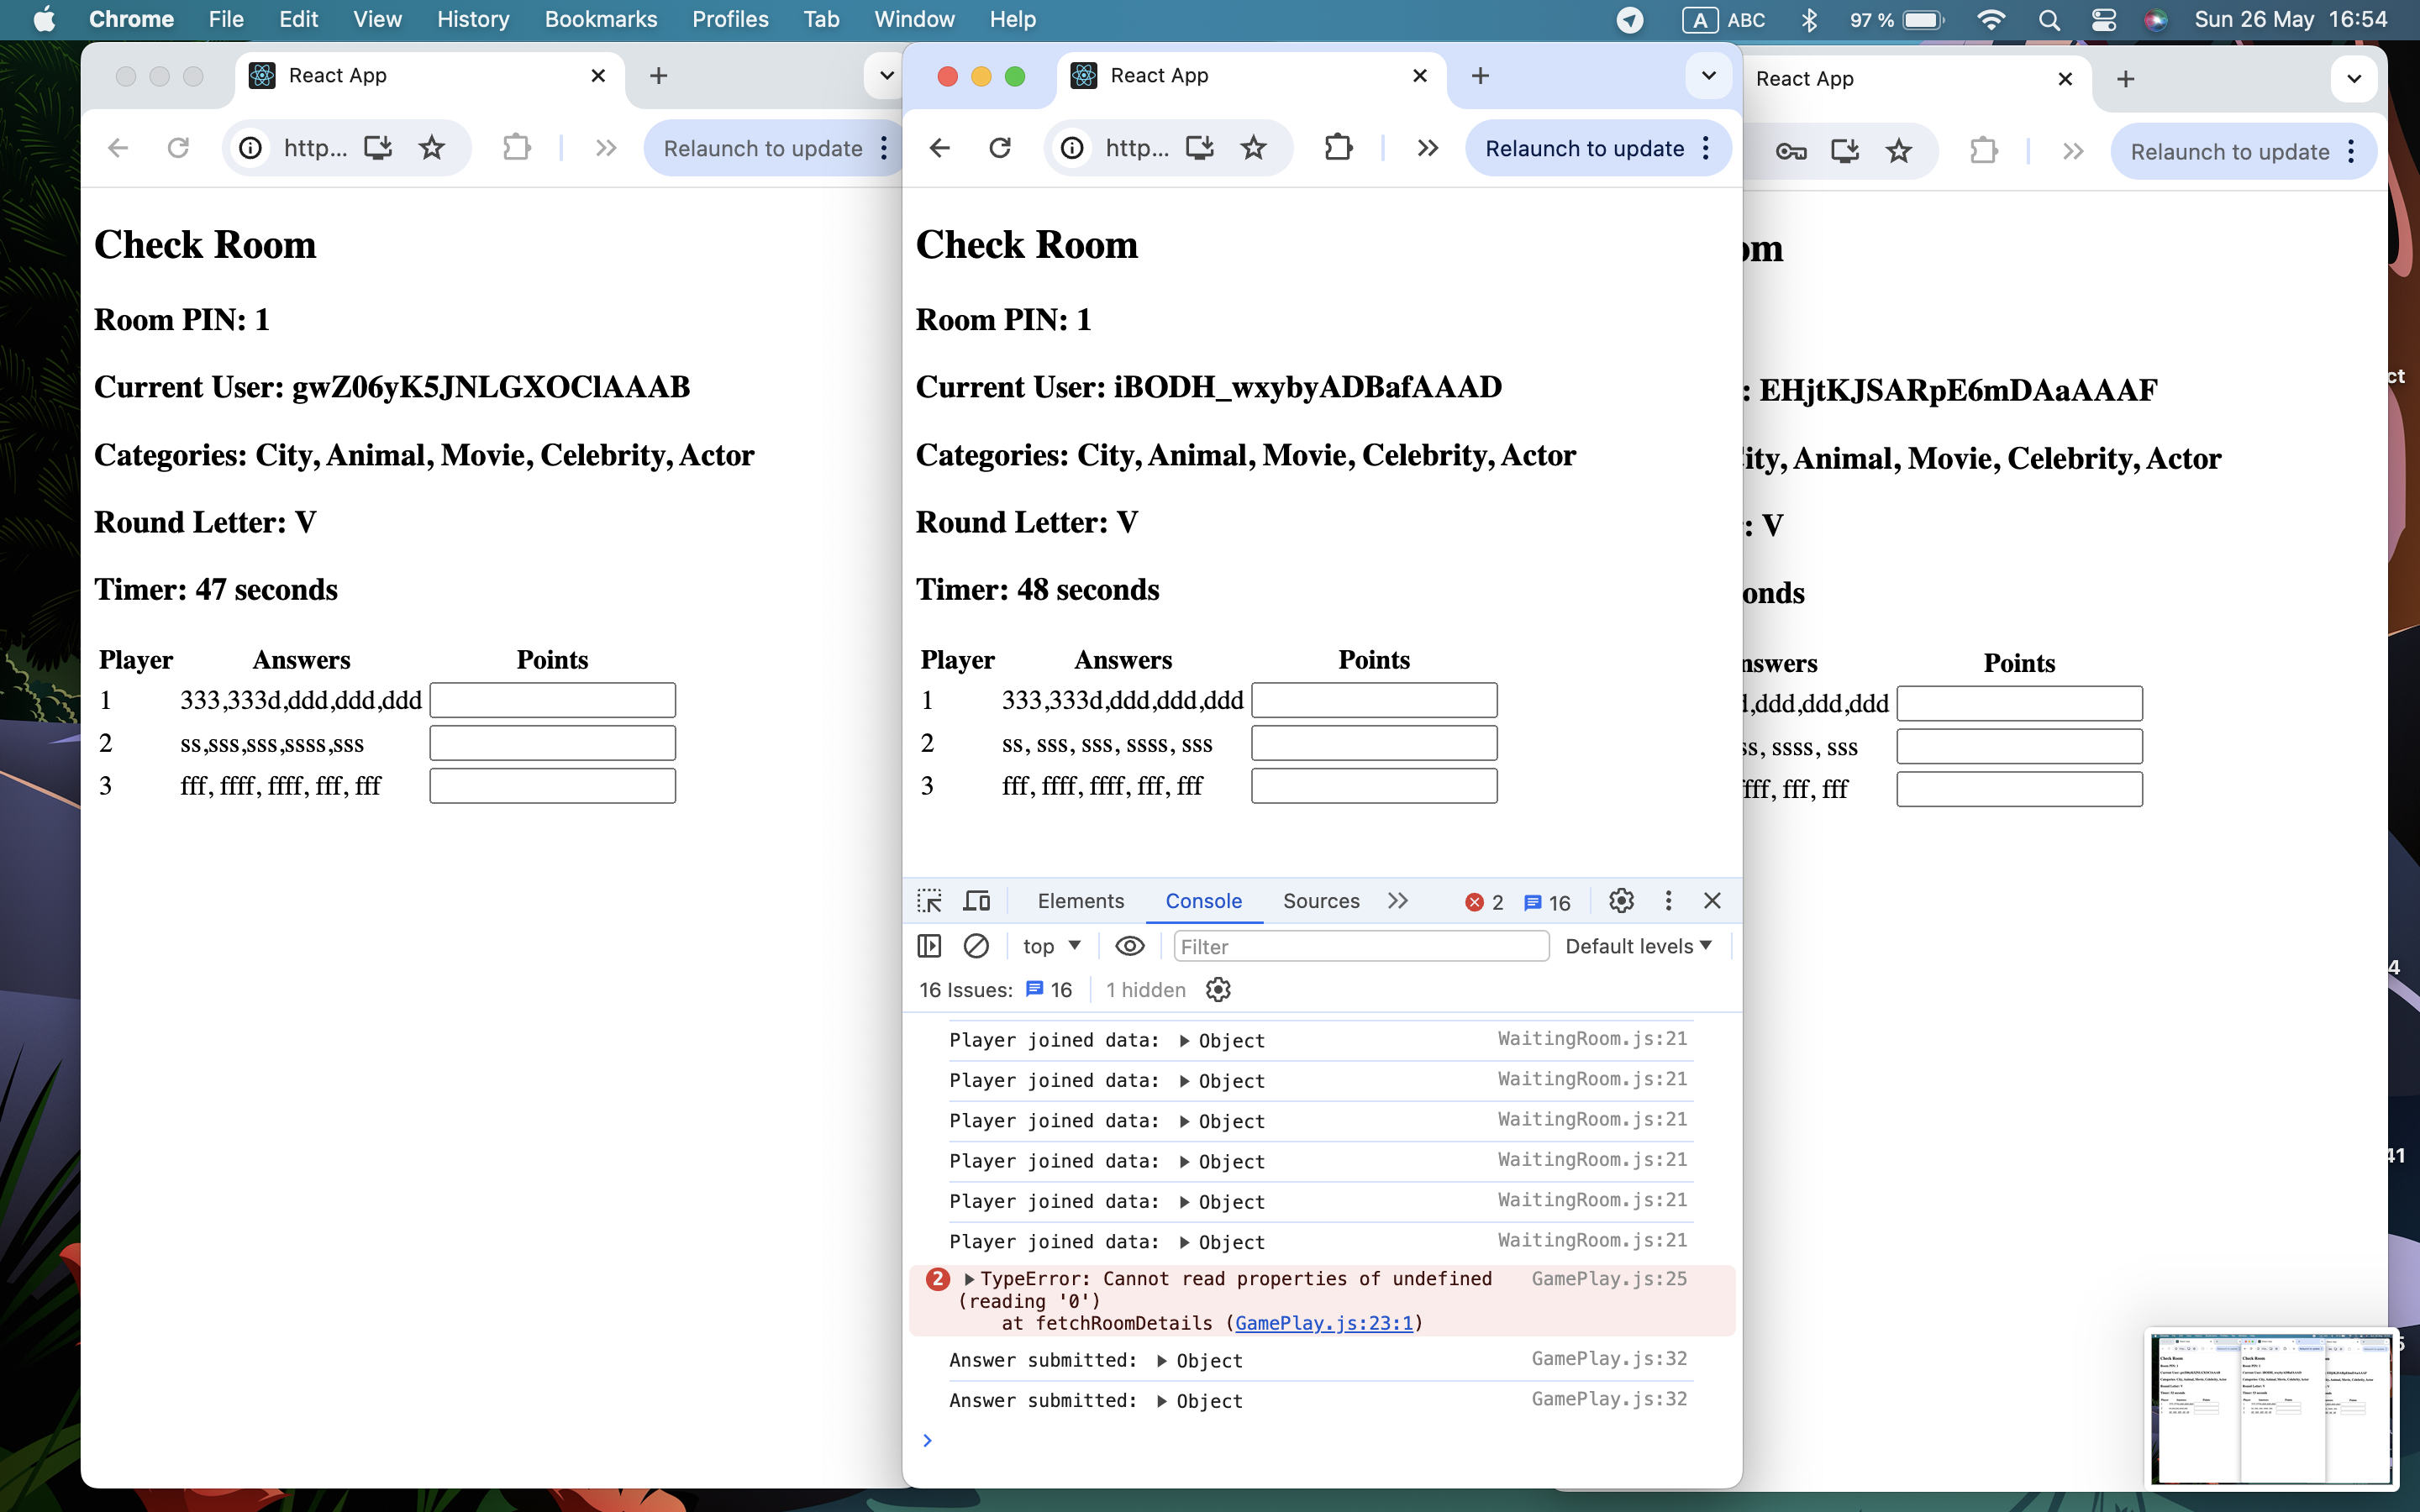 Chrome File Edit View History Bookmarks Profiles Tab Window Help A ABC 97 % Sun 26 May 16:54
React App
http...
Relaunch to update
Check Room
Room PIN: 1
Current User: gwZ06yK5JNLGXOClAAAB
Categories: City, Animal, Movie, Celebrity, Actor
Round Letter: V
Timer: 47 seconds
Player Answers Points
1 333,333d,ddd,ddd,ddd
2 ss,sss,sss,ssss,sss
3 fff, ffff, ffff, fff, fff
React App
http...
Relaunch to update
Check Room
Room PIN: 1
Current User: iBODH_wxybyADBafAAAD
Categories: City, Animal, Movie, Celebrity, Actor
Round Letter: V
Timer: 48 seconds
Player Answers Points
1 333,333d,ddd,ddd,ddd
2 ss, sss, sss, ssss, sss
3 fff, ffff, ffff, fff, fff
Elements Console Sources 2 16
top Filter Default levels
16 Issues: 16 1 hidden
Player joined data: Object WaitingRoom.js:21
Player joined data: Object WaitingRoom.js:21
Player joined data: Object WaitingRoom.js:21
Player joined data: Object WaitingRoom.js:21
Player joined data: Object WaitingRoom.js:21
Player joined data: Object WaitingRoom.js:21
2 TypeError: Cannot read properties of undefined GamePlay.js:25
(reading '0')
at fetchRoomDetails (GamePlay.js:23:1)
Answer submitted: Object GamePlay.js:32
Answer submitted: Object GamePlay.js:32
React App
Relaunch to update
om
: EHjtKJSARpE6mDAaAAAF
ity, Animal, Movie, Celebrity, Actor
: V
onds
nswers Points
,ddd,ddd,ddd
ss, ssss, sss
fff, fff, fff
ct
4
41